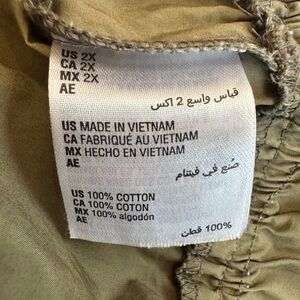 US 2X
CA 2X
MX 2X
AE
قياس واسع 2 اكس
US MADE IN VIETNAM
CA FABRIQUÉ AU VIETNAM
MX HECHO EN VIETNAM
AE
صُنع في فيتنام
US 100% COTTON
CA 100% COTON
MX 100% algodón
AE
100% قطن